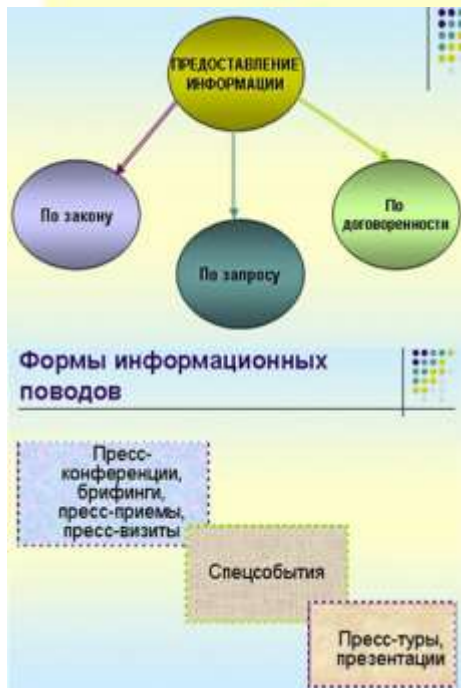 ПРЕДОСТАВЛЕНИЕ
ИНФОРМАЦИИ
По закону
По
договоренности
По запросу
Формы информационных
поводов
Пресс-
конференции,
брифинги,
пресс-приемы,
пресс-визиты
Спецсобытия
Пресс-туры,
презентации